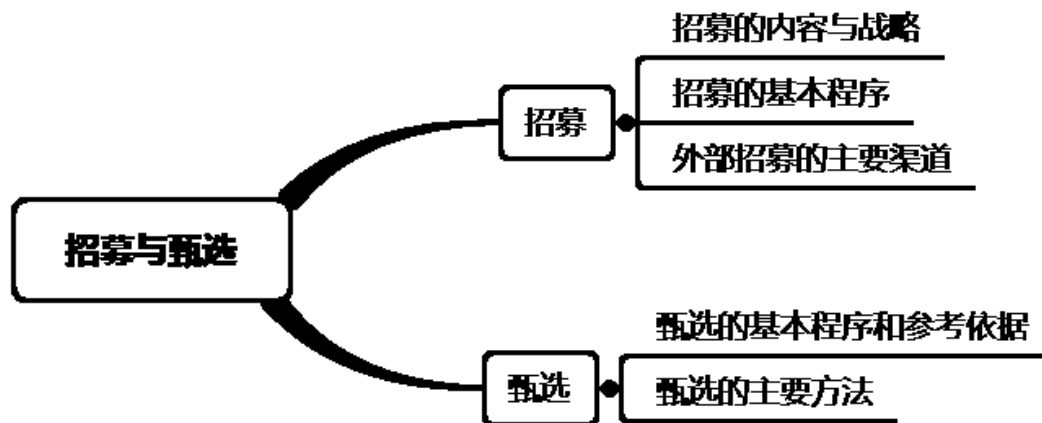 招募与甄选
招募
招募的内容与战略
招募的基本程序
外部招募的主要渠道
甄选
甄选的基本程序和参考依据
甄选的主要方法